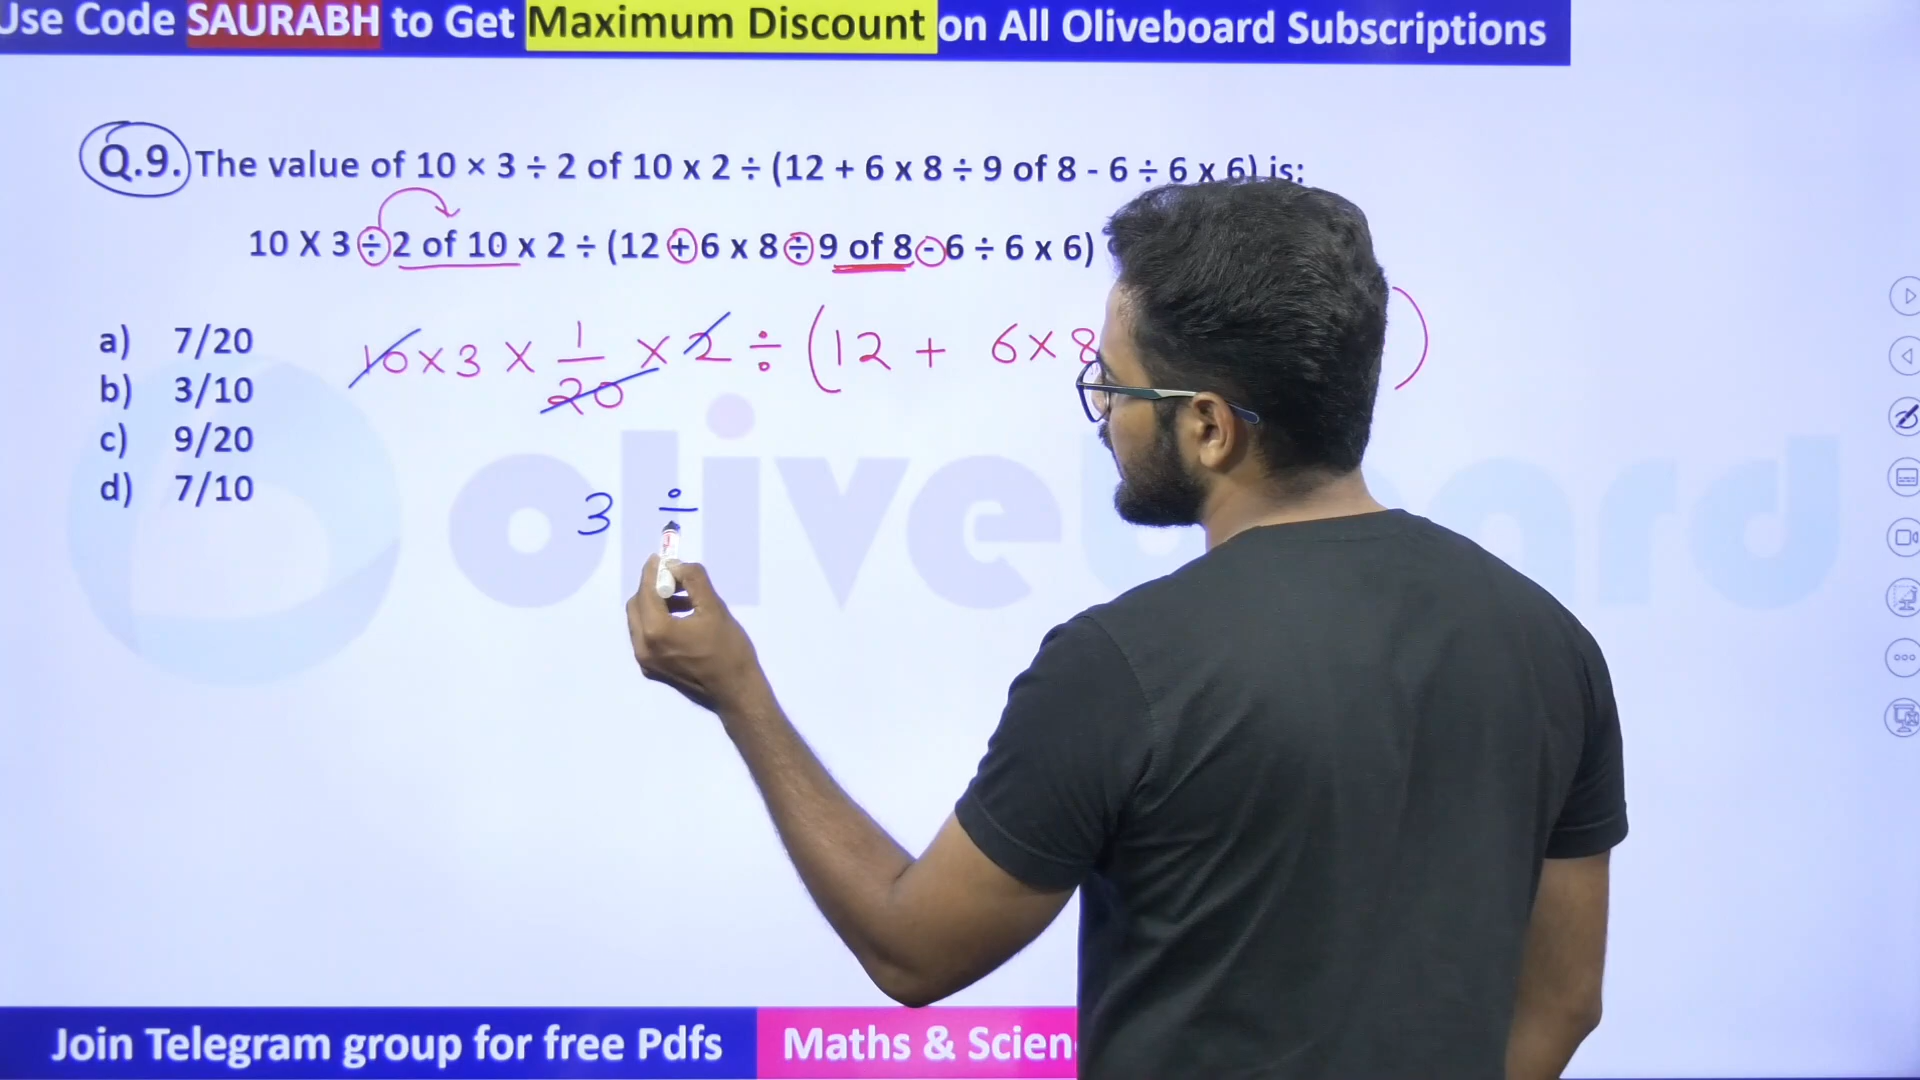 Use Code SAURABH to Get Maximum Discount on All Oliveboard Subscriptions
Q.9. The value of 10 × 3 ÷ 2 of 10 x 2 ÷ (12 + 6 x 8 ÷ 9 of 8 - 6 ÷ 6 x 6) is:
10 X 3 ÷ 2 of 10 x 2 ÷ (12 + 6 x 8 ÷ 9 of 8 - 6 ÷ 6 x 6)
a) 7/20
b) 3/10
c) 9/20
d) 7/10
10 × 3 × 1/20 × 2 ÷ (12 + 6 × 8 )
3 ÷
Join Telegram group for free Pdfs
Maths &